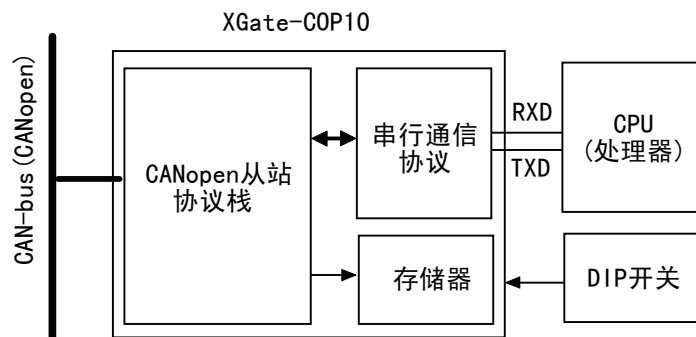 XGate-COP10
CAN-bus(CANopen)
CANopen从站
协议栈
串行通信
协议
RXD
TXD
CPU
(处理器)
存储器
DIP开关